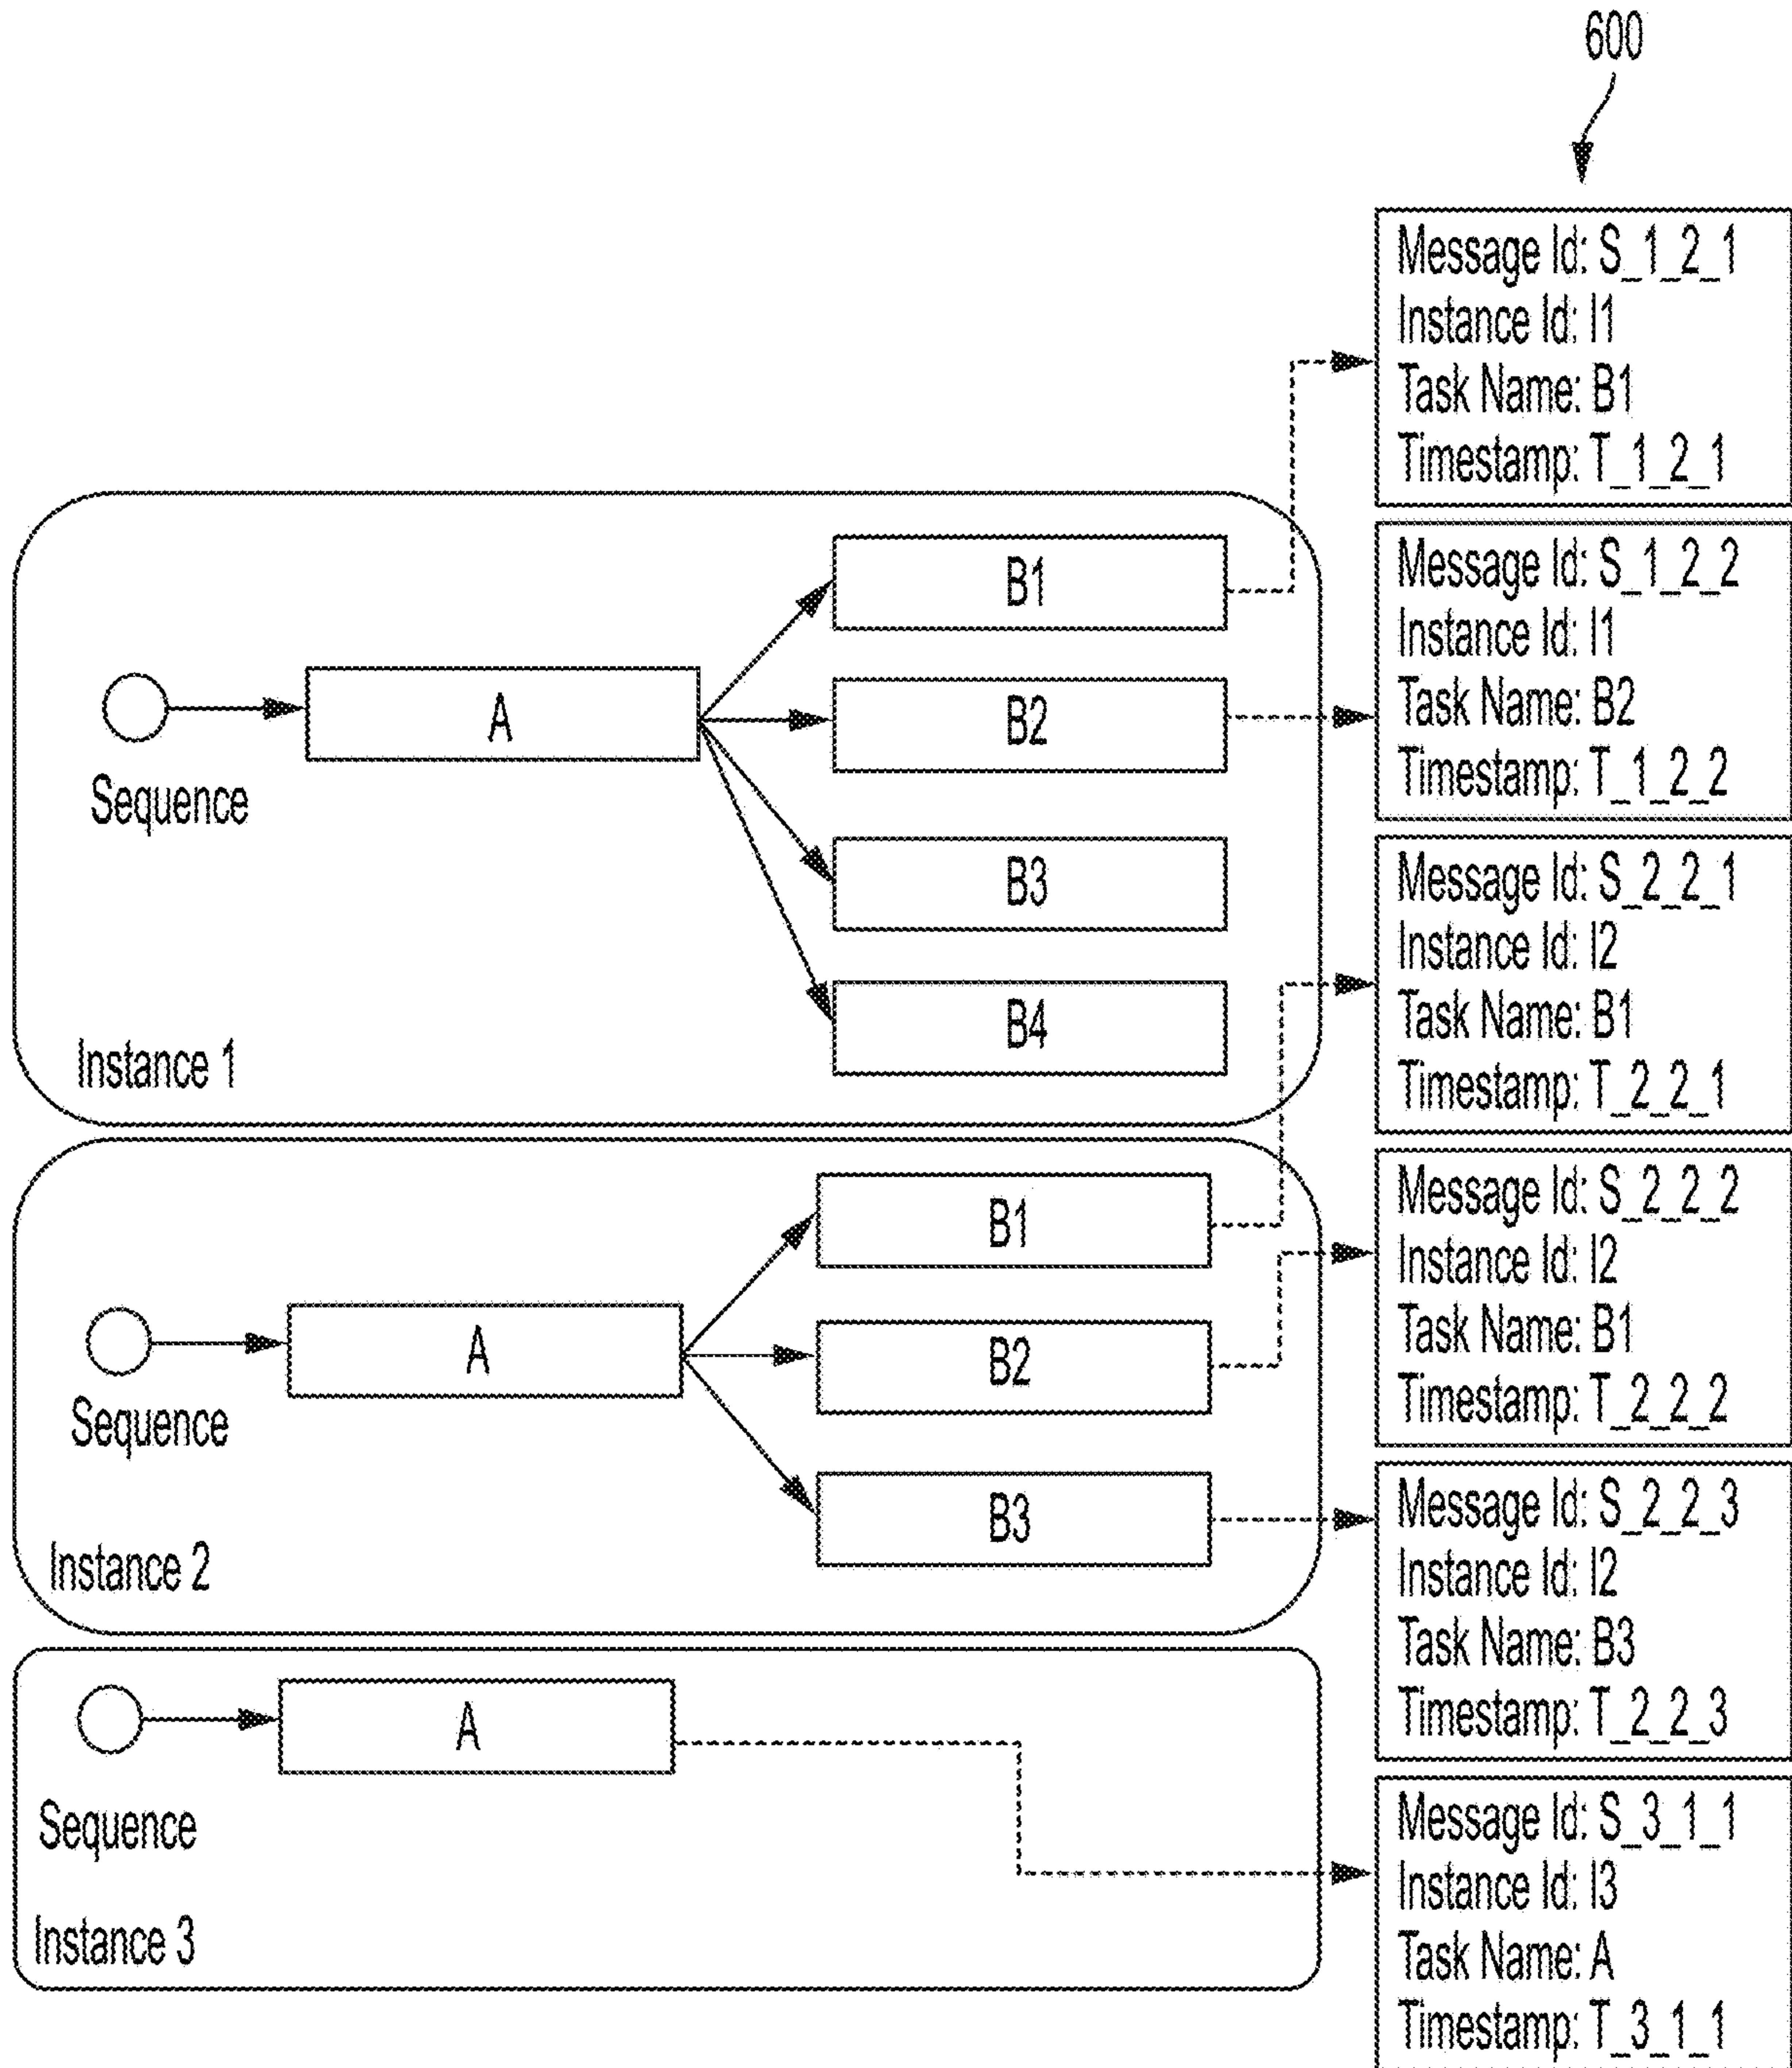 600
Message Id: S_1_2_1
Instance Id: I1
Task Name: B1
Timestamp: T_1_2_1
Message Id: S_1_2_2
Instance Id: I1
Task Name: B2
Timestamp: T_1_2_2
Message Id: S_2_2_1
Instance Id: I2
Task Name: B1
Timestamp: T_2_2_1
Message Id: S_2_2_2
Instance Id: I2
Task Name: B1
Timestamp: T_2_2_2
Message Id: S_2_2_3
Instance Id: I2
Task Name: B3
Timestamp: T_2_2_3
Message Id: S_3_1_1
Instance Id: I3
Task Name: A
Timestamp: T_3_1_1
Sequence
A
B1
B2
B3
B4
Instance 1
Sequence
A
B1
B2
B3
Instance 2
Sequence
A
Instance 3